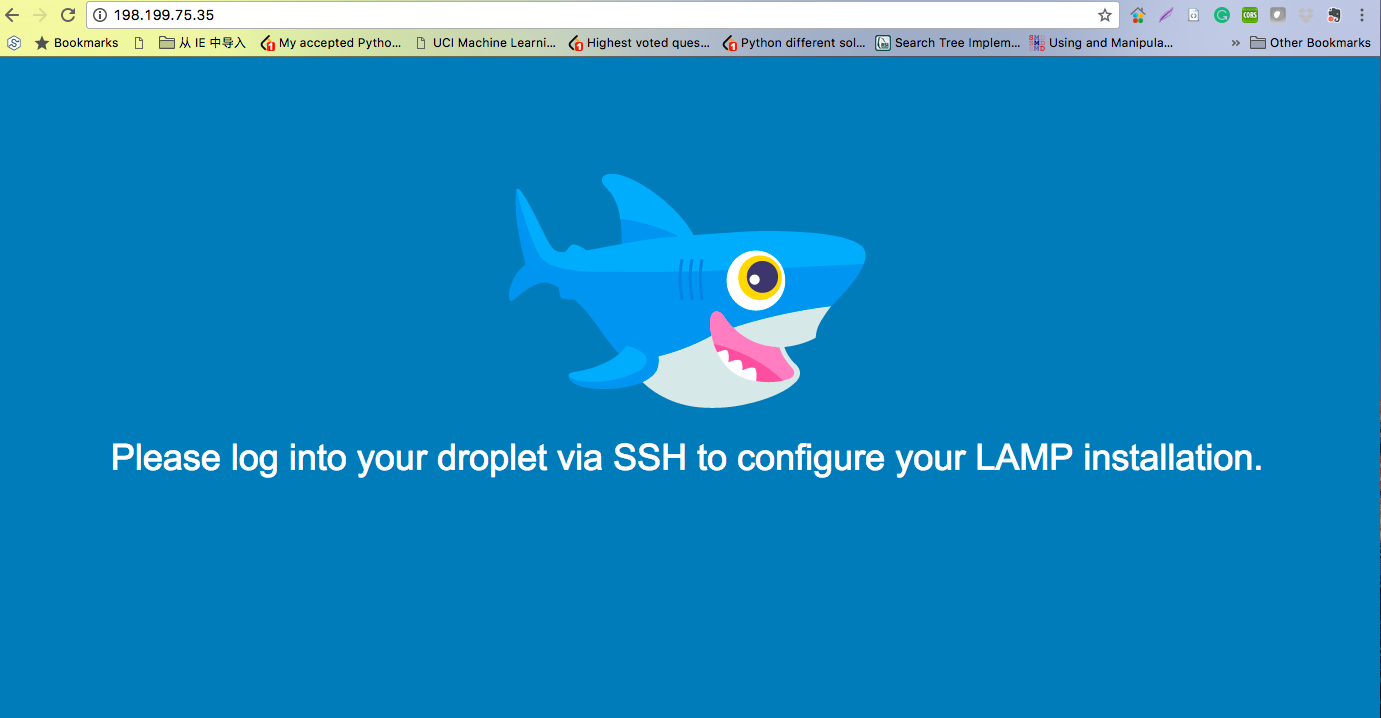 198.199.75.35
Bookmarks 从 IE 中导入 My accepted Pytho... UCI Machine Learni... Highest voted ques... Python different sol... Search Tree Implem... Using and Manipula... » Other Bookmarks
Please log into your droplet via SSH to configure your LAMP installation.